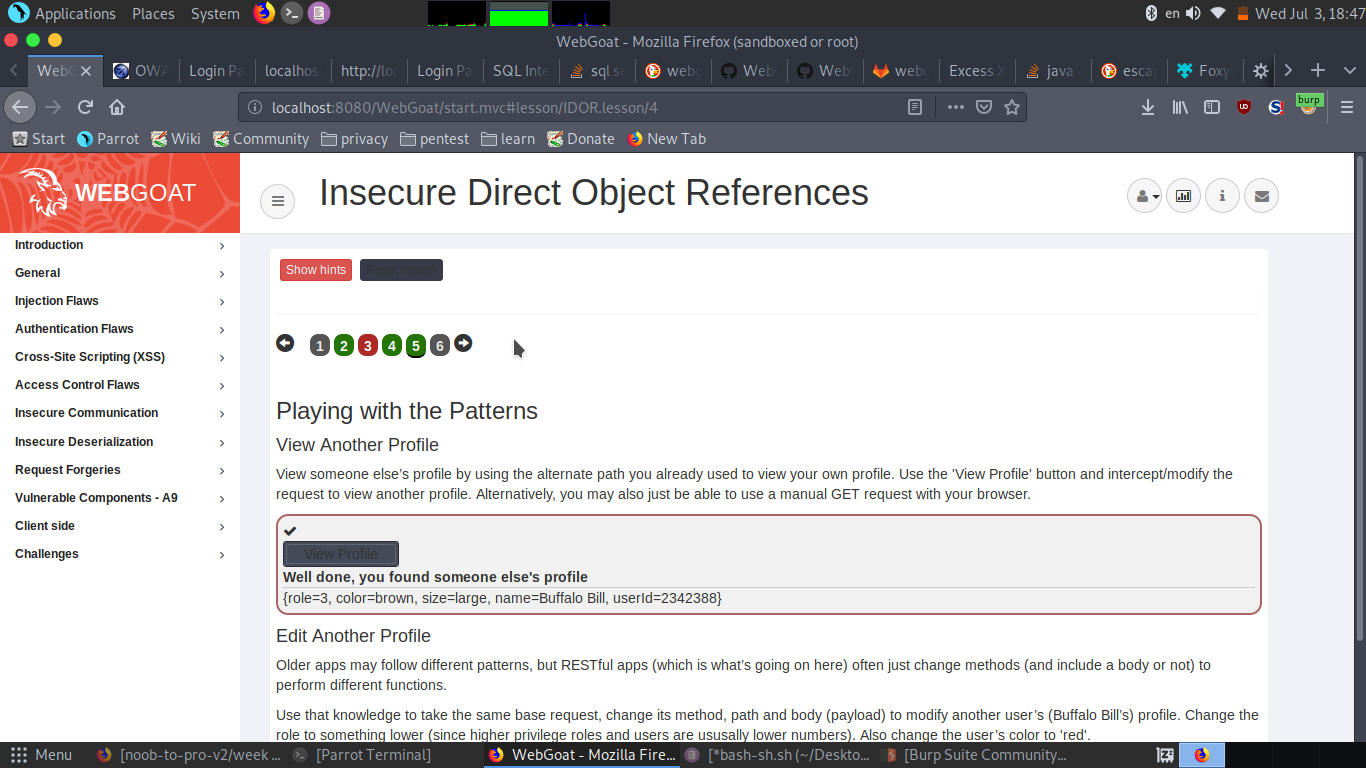 Applications Places System en Wed Jul 3, 18:47
WebGoat - Mozilla Firefox (sandboxed or root)
WebG OWA Login Pa localhos http://loc Login Pa SQL Inte sql se webg Web Web webg Excess X java escap Foxy
localhost:8080/WebGoat/start.mvc#lesson/IDOR.lesson/4 burp
Start Parrot Wiki Community privacy pentest learn Donate New Tab
WEBGOAT
Insecure Direct Object References
Introduction
General
Injection Flaws
Authentication Flaws
Cross-Site Scripting (XSS)
Access Control Flaws
Insecure Communication
Insecure Deserialization
Request Forgeries
Vulnerable Components - A9
Client side
Challenges
Show hints Reset lesson
1 2 3 4 5 6
Playing with the Patterns
View Another Profile
View someone else’s profile by using the alternate path you already used to view your own profile. Use the 'View Profile' button and intercept/modify the
request to view another profile. Alternatively, you may also just be able to use a manual GET request with your browser.
View Profile
Well done, you found someone else's profile
{role=3, color=brown, size=large, name=Buffalo Bill, userId=2342388}
Edit Another Profile
Older apps may follow different patterns, but RESTful apps (which is what’s going on here) often just change methods (and include a body or not) to
perform different functions.
Use that knowledge to take the same base request, change its method, path and body (payload) to modify another user’s (Buffalo Bill’s) profile. Change the
role to something lower (since higher privilege roles and users are ususally lower numbers). Also change the user’s color to 'red'.
Menu [noob-to-pro-v2/week ... [Parrot Terminal] WebGoat - Mozilla Fire... [*bash-sh.sh (~/Deskto... [Burp Suite Community...